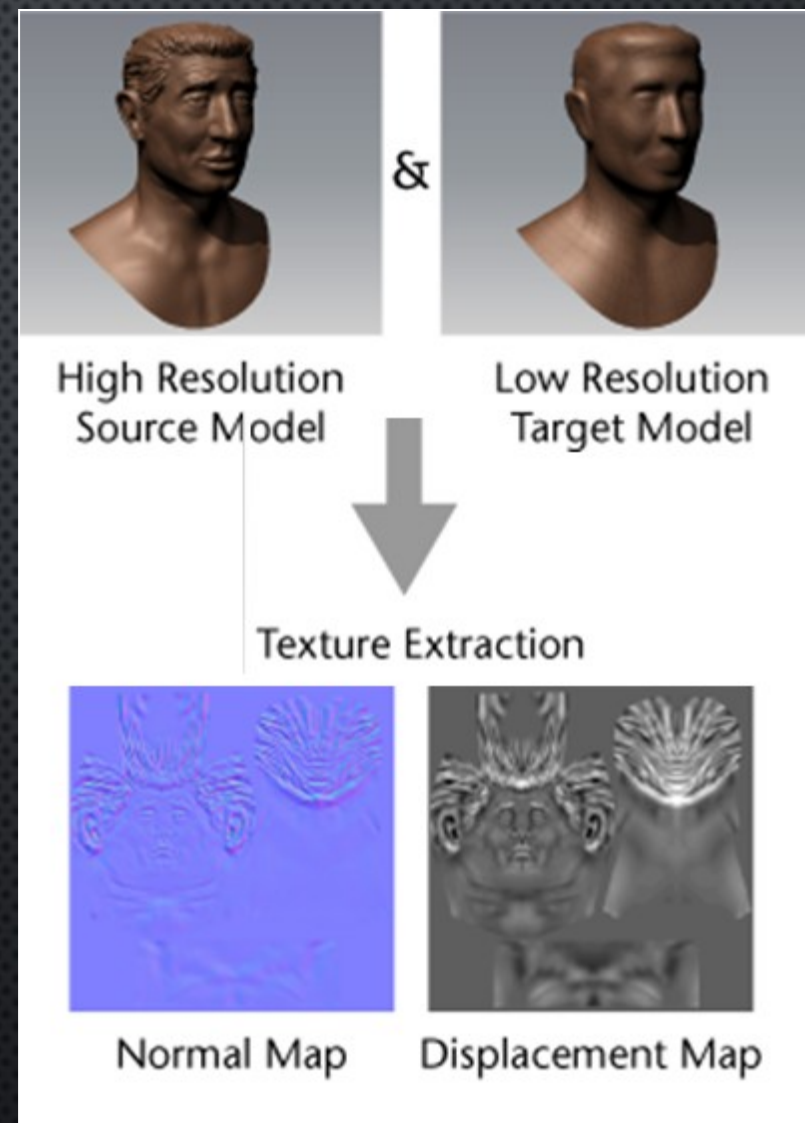 &
High Resolution
Source Model
Low Resolution
Target Model
Texture Extraction
Normal Map
Displacement Map